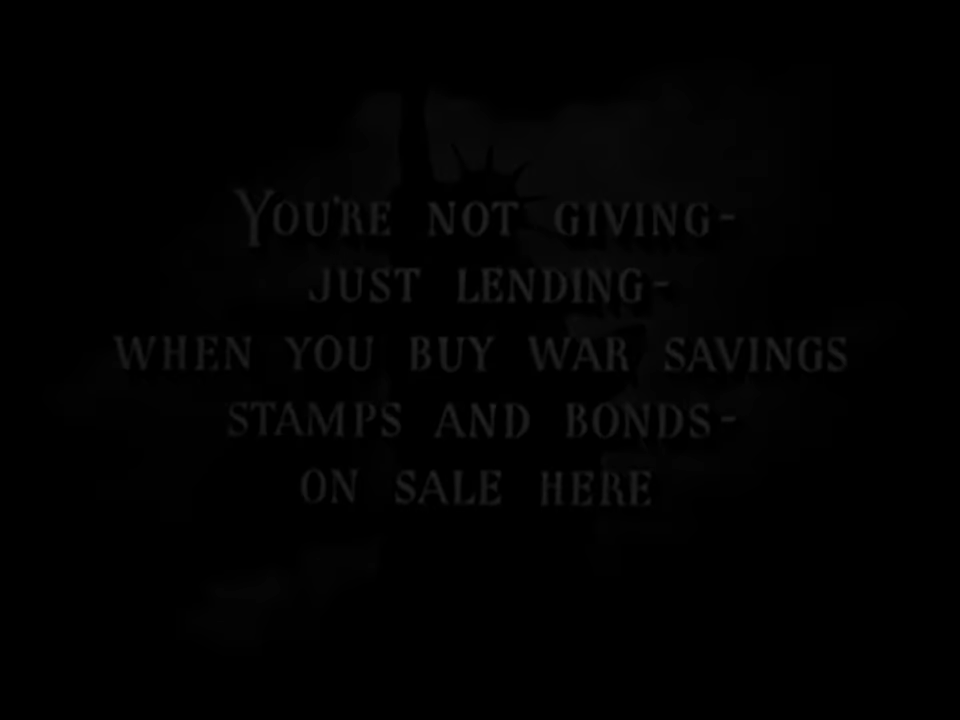 YOU'RE NOT GIVING-
JUST LENDING-
WHEN YOU BUY WAR SAVINGS
STAMPS AND BONDS-
ON SALE HERE